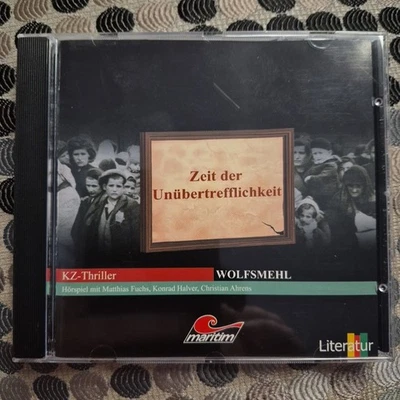 Zeit der
Unübertrefflichkeit
KZ-Thriller
WOLFSMEHL
Hörspiel mit Matthias Fuchs, Konrad Halver, Christian Ahrens
maritim
Literatur